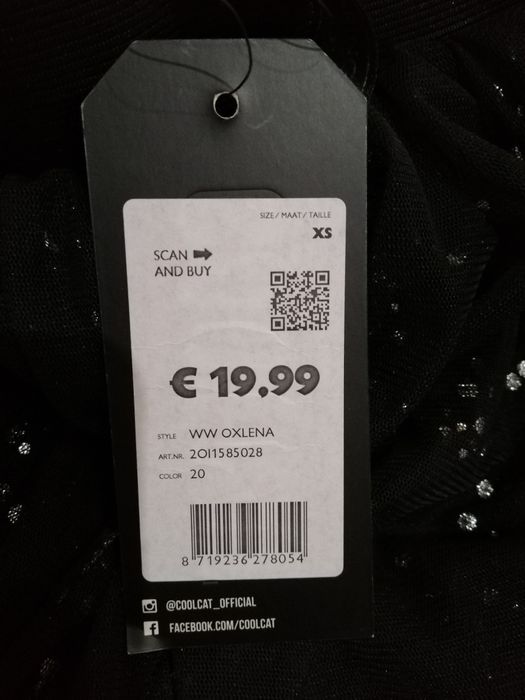 SIZE/ MAAT/ TAILLE
XS
SCAN
AND BUY
€ 19.99
STYLE WW OXLENA
ART.NR. 2011585028
COLOR 20
8 719236 278054
@COOLCAT_OFFICIAL
FACEBOOK.COM/COOLCAT